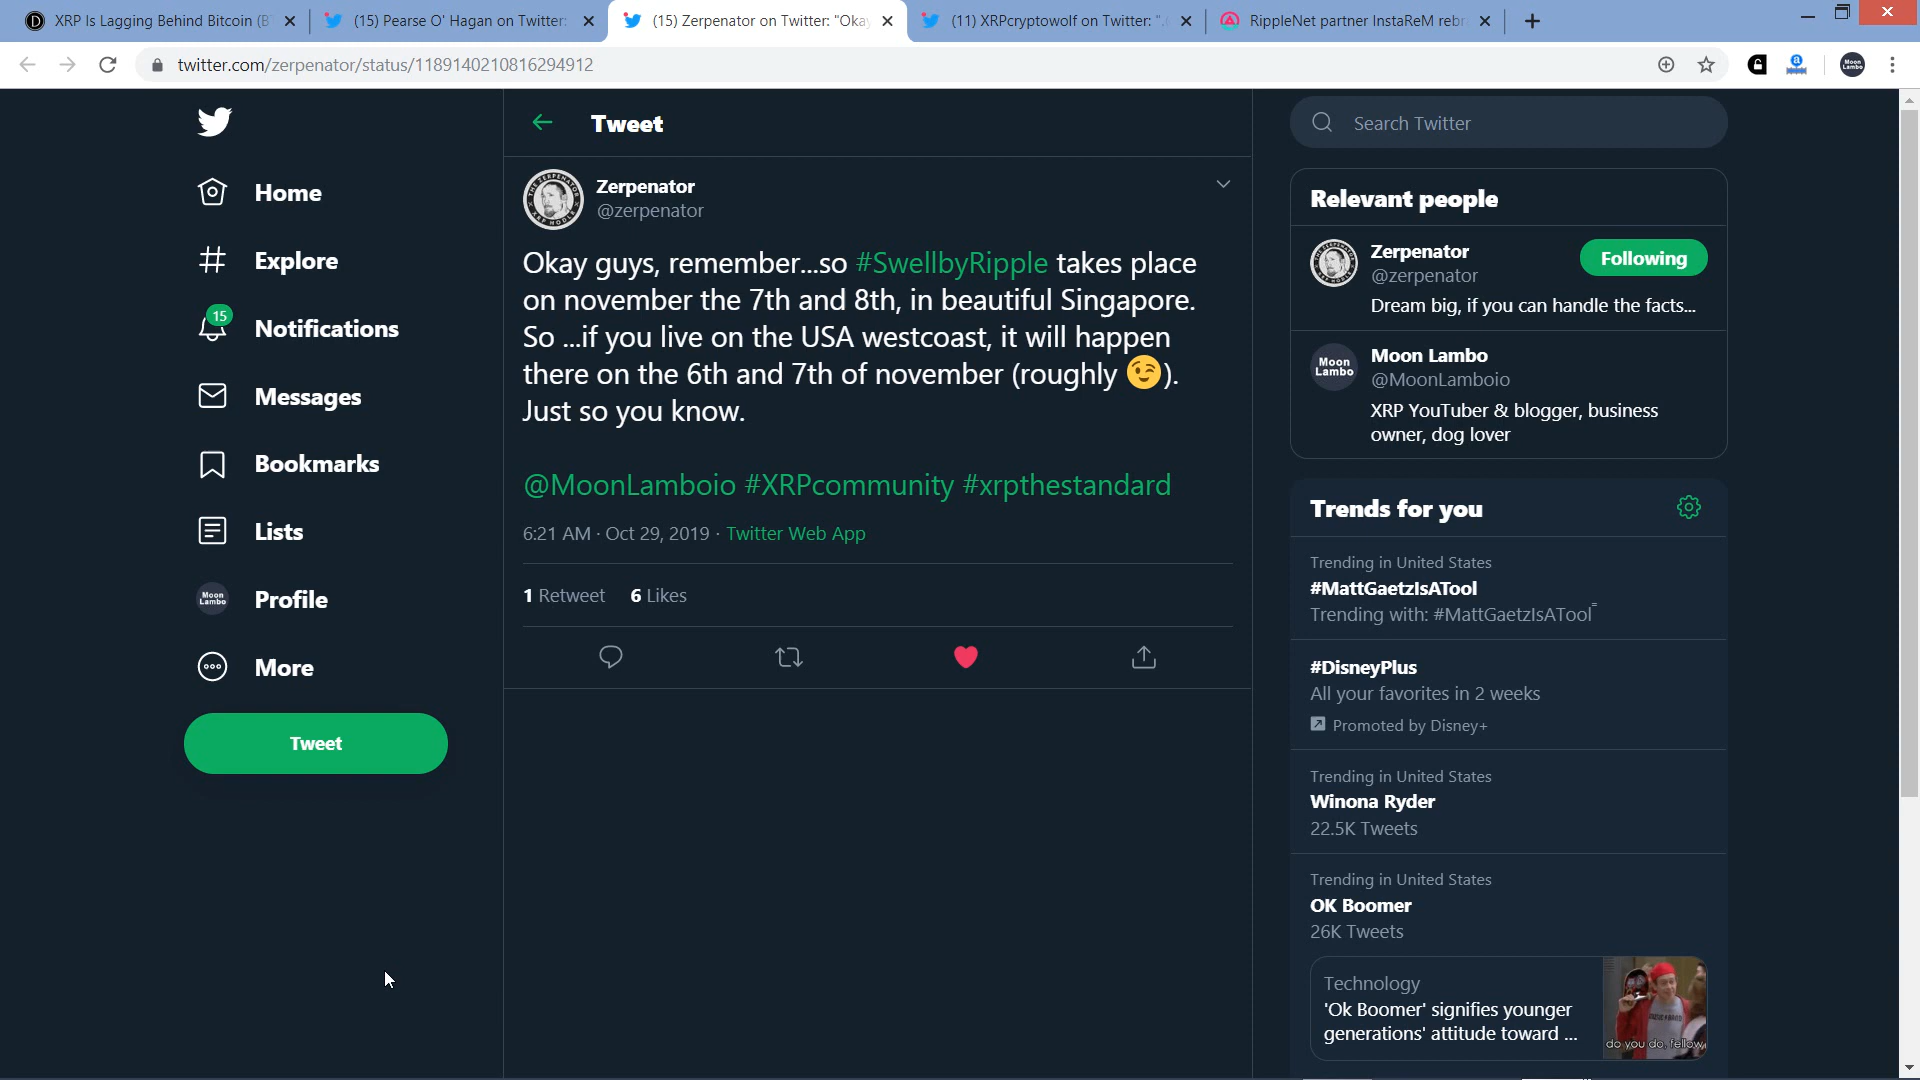 XRP Is Lagging Behind Bitcoin (B
(15) Pearse O' Hagan on Twitter:
(15) Zerpenator on Twitter: "Oka
(11) XRPcryptowolf on Twitter: ".
RippleNet partner InstaReM rebr
twitter.com/zerpenator/status/1189140210816294912
Moon
Lambo
Home
Explore
15
Notifications
Messages
Bookmarks
Lists
Moon
Lambo
Profile
More
Tweet
Tweet
Zerpenator
@zerpenator
Okay guys, remember...so #SwellbyRipple takes place
on november the 7th and 8th, in beautiful Singapore.
So ...if you live on the USA westcoast, it will happen
there on the 6th and 7th of november (roughly 😉).
Just so you know.
@MoonLamboio #XRPcommunity #xrpthestandard
6:21 AM · Oct 29, 2019 · Twitter Web App
1 Retweet 6 Likes
Search Twitter
Relevant people
Zerpenator
@zerpenator
Following
Dream big, if you can handle the facts...
Moon
Lambo
Moon Lambo
@MoonLamboio
XRP YouTuber & blogger, business
owner, dog lover
Trends for you
Trending in United States
#MattGaetzIsATool
Trending with: #MattGaetzIsATool
#DisneyPlus
All your favorites in 2 weeks
Promoted by Disney+
Trending in United States
Winona Ryder
22.5K Tweets
Trending in United States
OK Boomer
26K Tweets
Technology
'Ok Boomer' signifies younger
generations' attitude toward ...
do you do, fellow